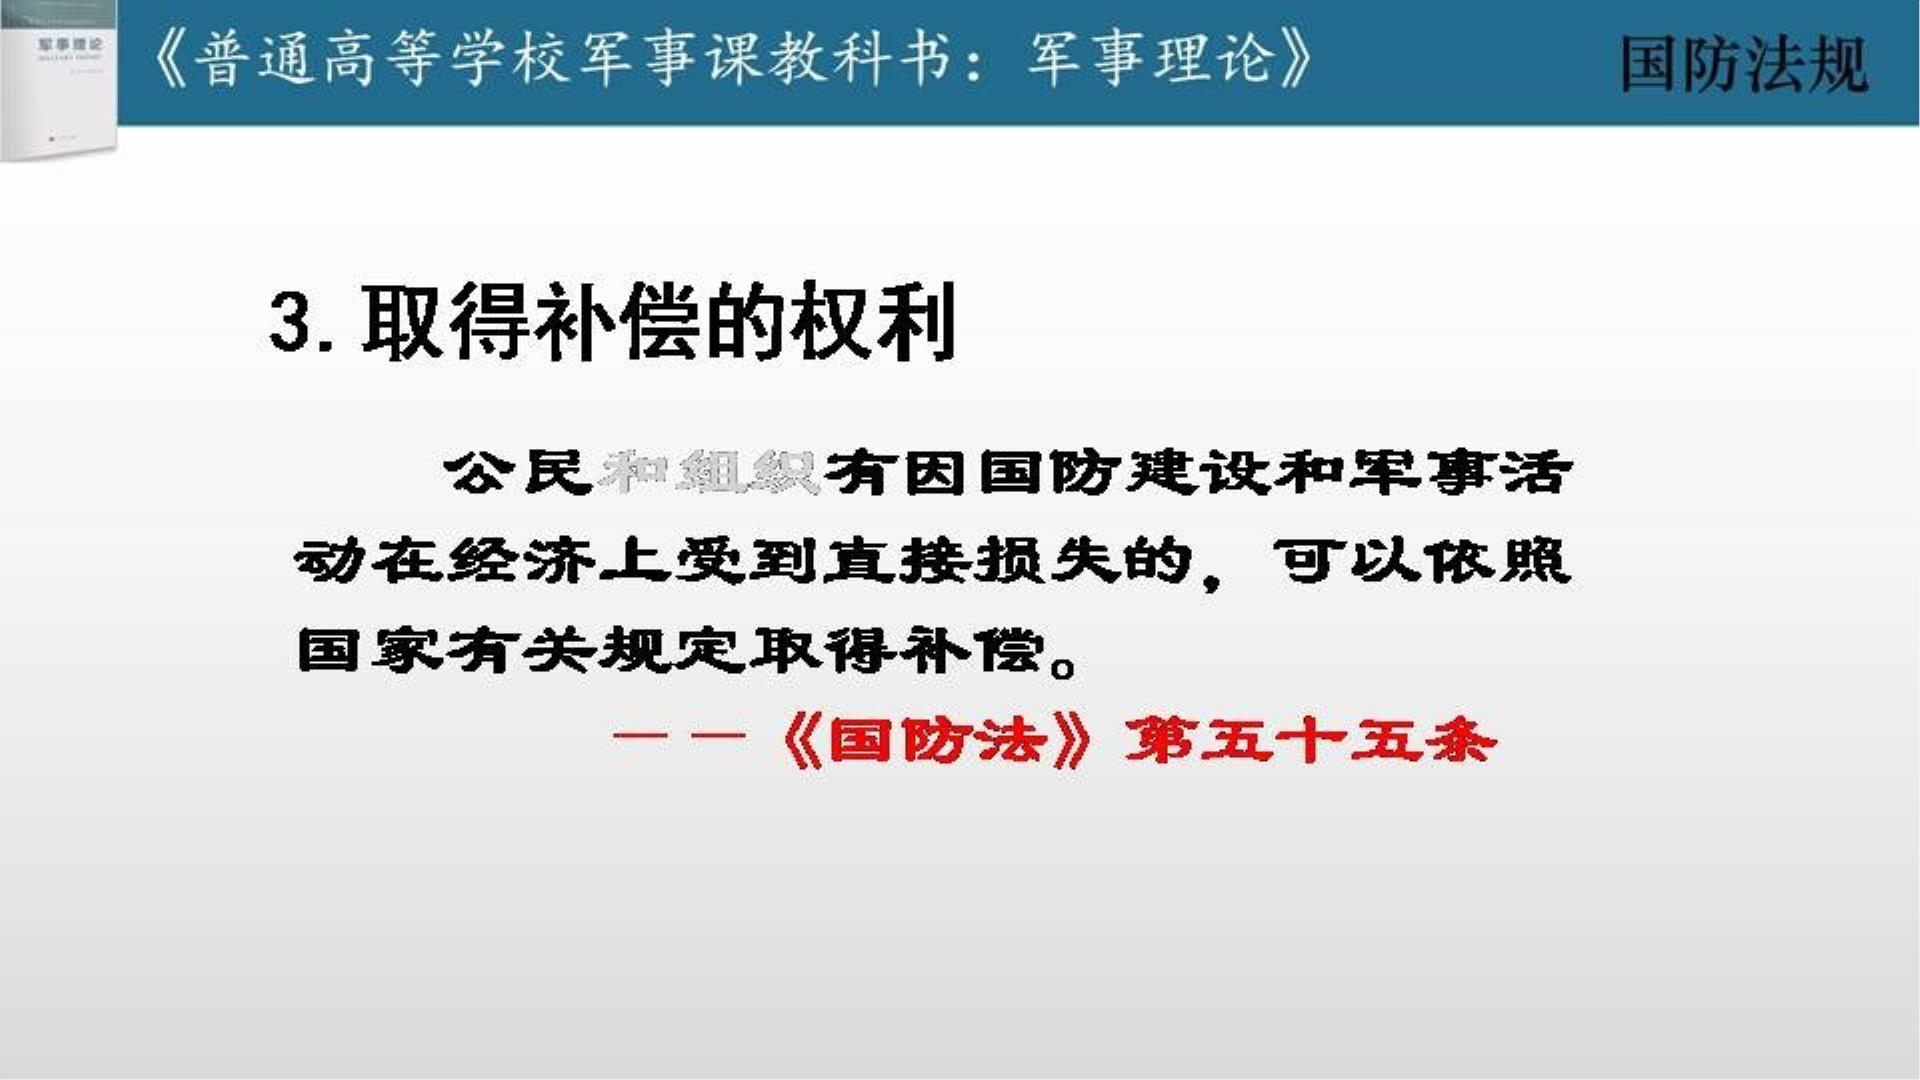 军事理论
《普通高等学校军事课教科书：军事理论》
国防法规
3.取得补偿的权利
公民和组织有因国防建设和军事活
动在经济上受到直接损失的，可以依照
国家有关规定取得补偿。
——《国防法》第五十五条